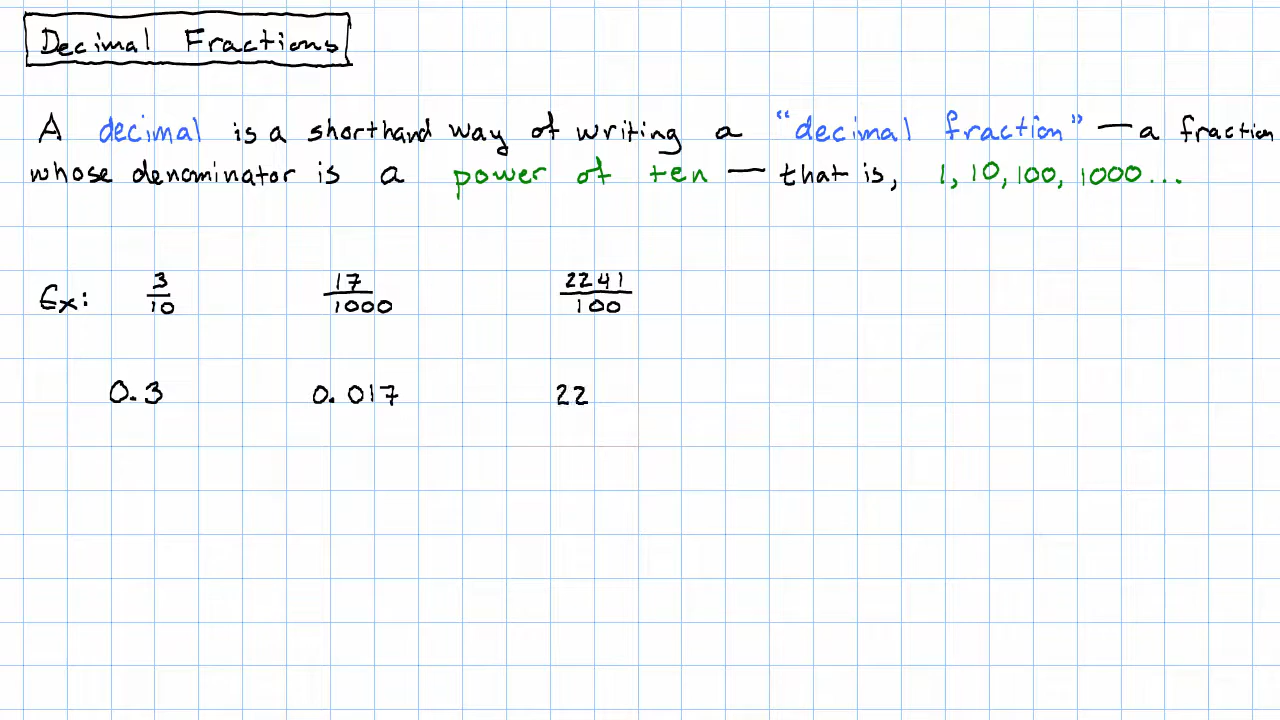 Decimal Fractions
A decimal is a shorthand way of writing a "decimal fraction" — a fraction
whose denominator is a power of ten — that is, 1, 10, 100, 1000...
Ex: 3/10 17/1000 2241/100
0.3 0.017 22